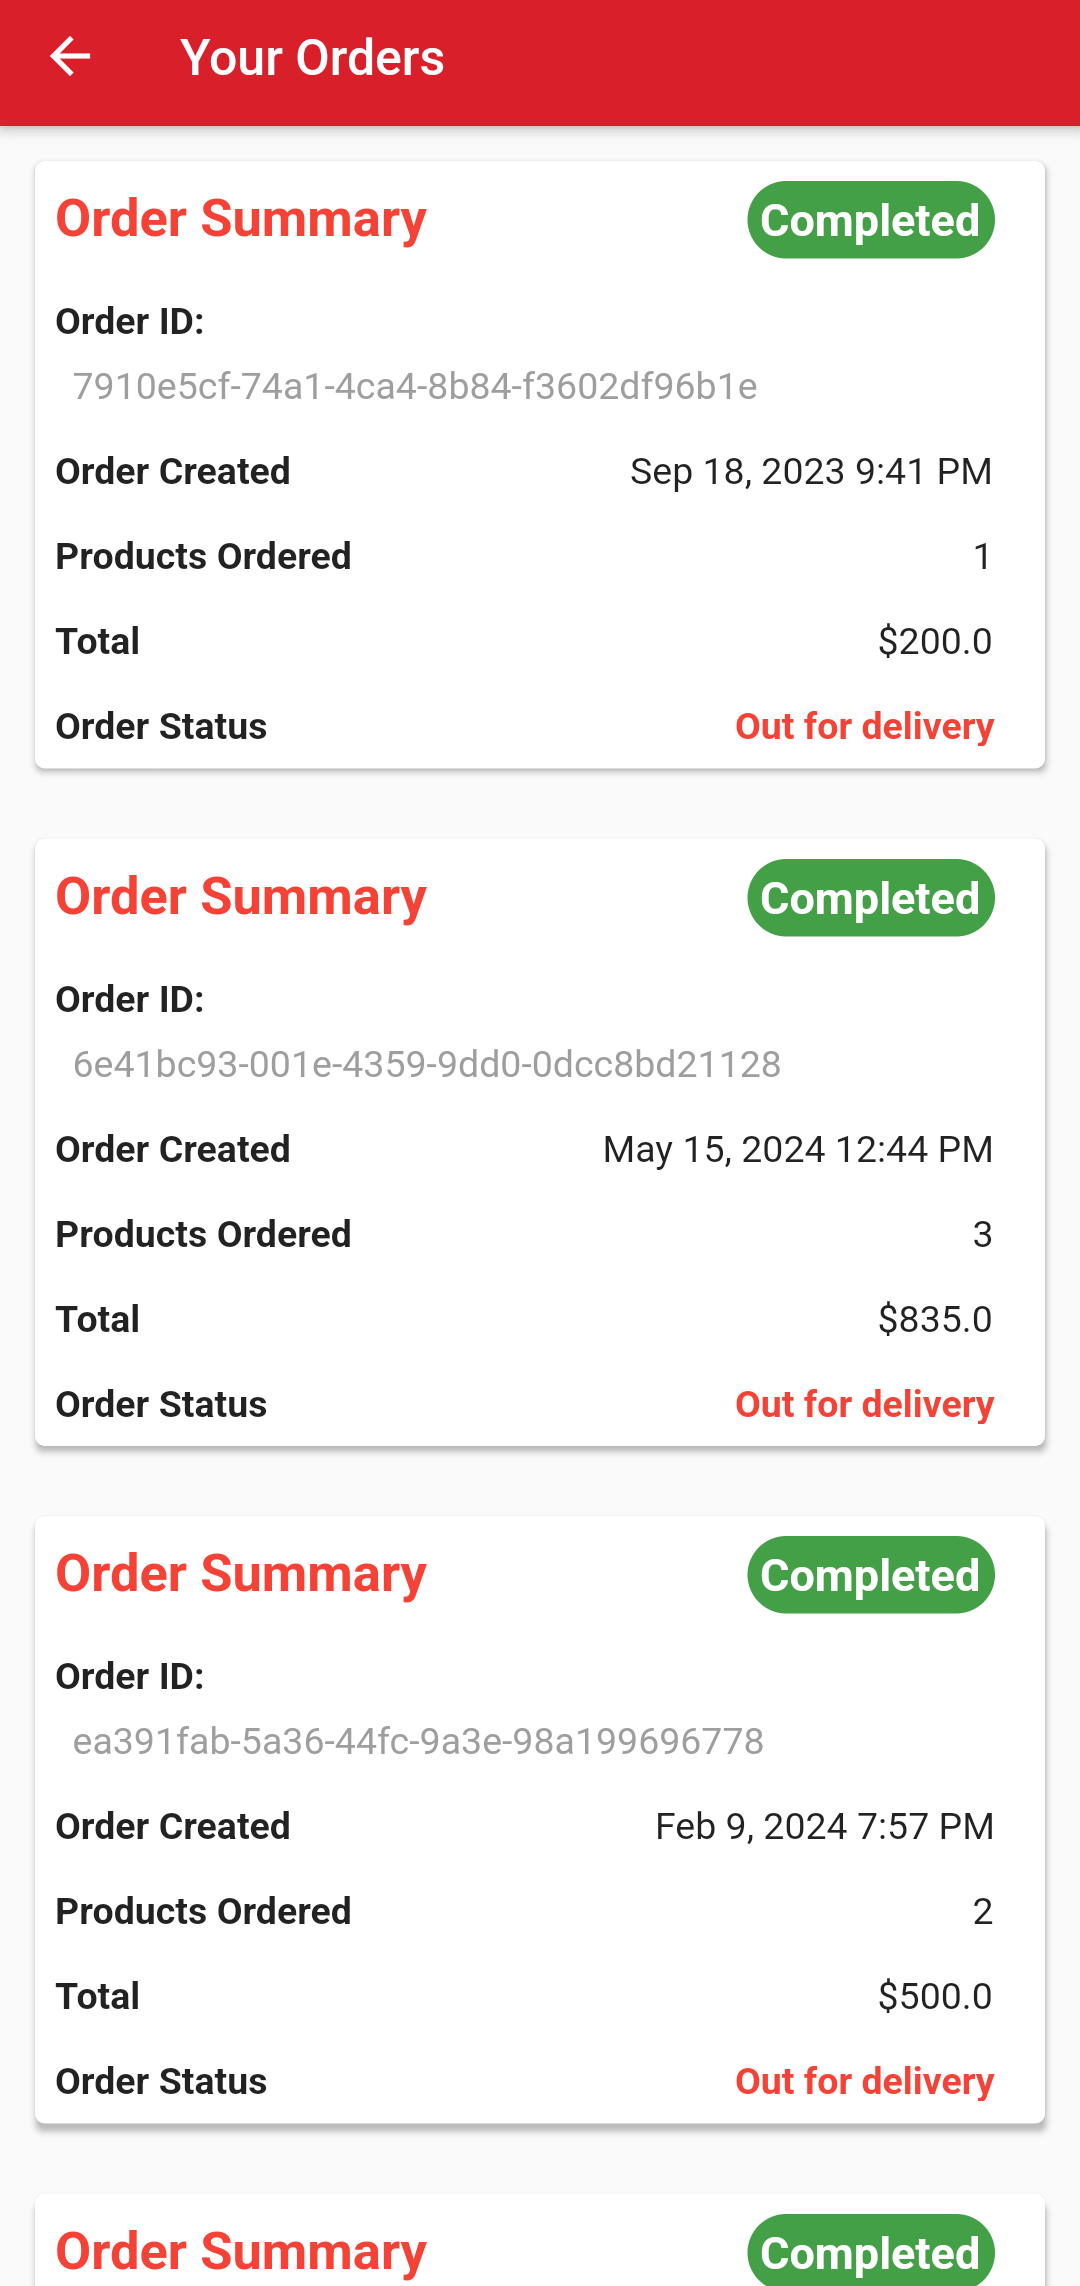 Your Orders
Order Summary Completed
Order ID:
7910e5cf-74a1-4ca4-8b84-f3602df96b1e
Order Created Sep 18, 2023 9:41 PM
Products Ordered 1
Total $200.0
Order Status Out for delivery
Order Summary Completed
Order ID:
6e41bc93-001e-4359-9dd0-0dcc8bd21128
Order Created May 15, 2024 12:44 PM
Products Ordered 3
Total $835.0
Order Status Out for delivery
Order Summary Completed
Order ID:
ea391fab-5a36-44fc-9a3e-98a199696778
Order Created Feb 9, 2024 7:57 PM
Products Ordered 2
Total $500.0
Order Status Out for delivery
Order Summary Completed